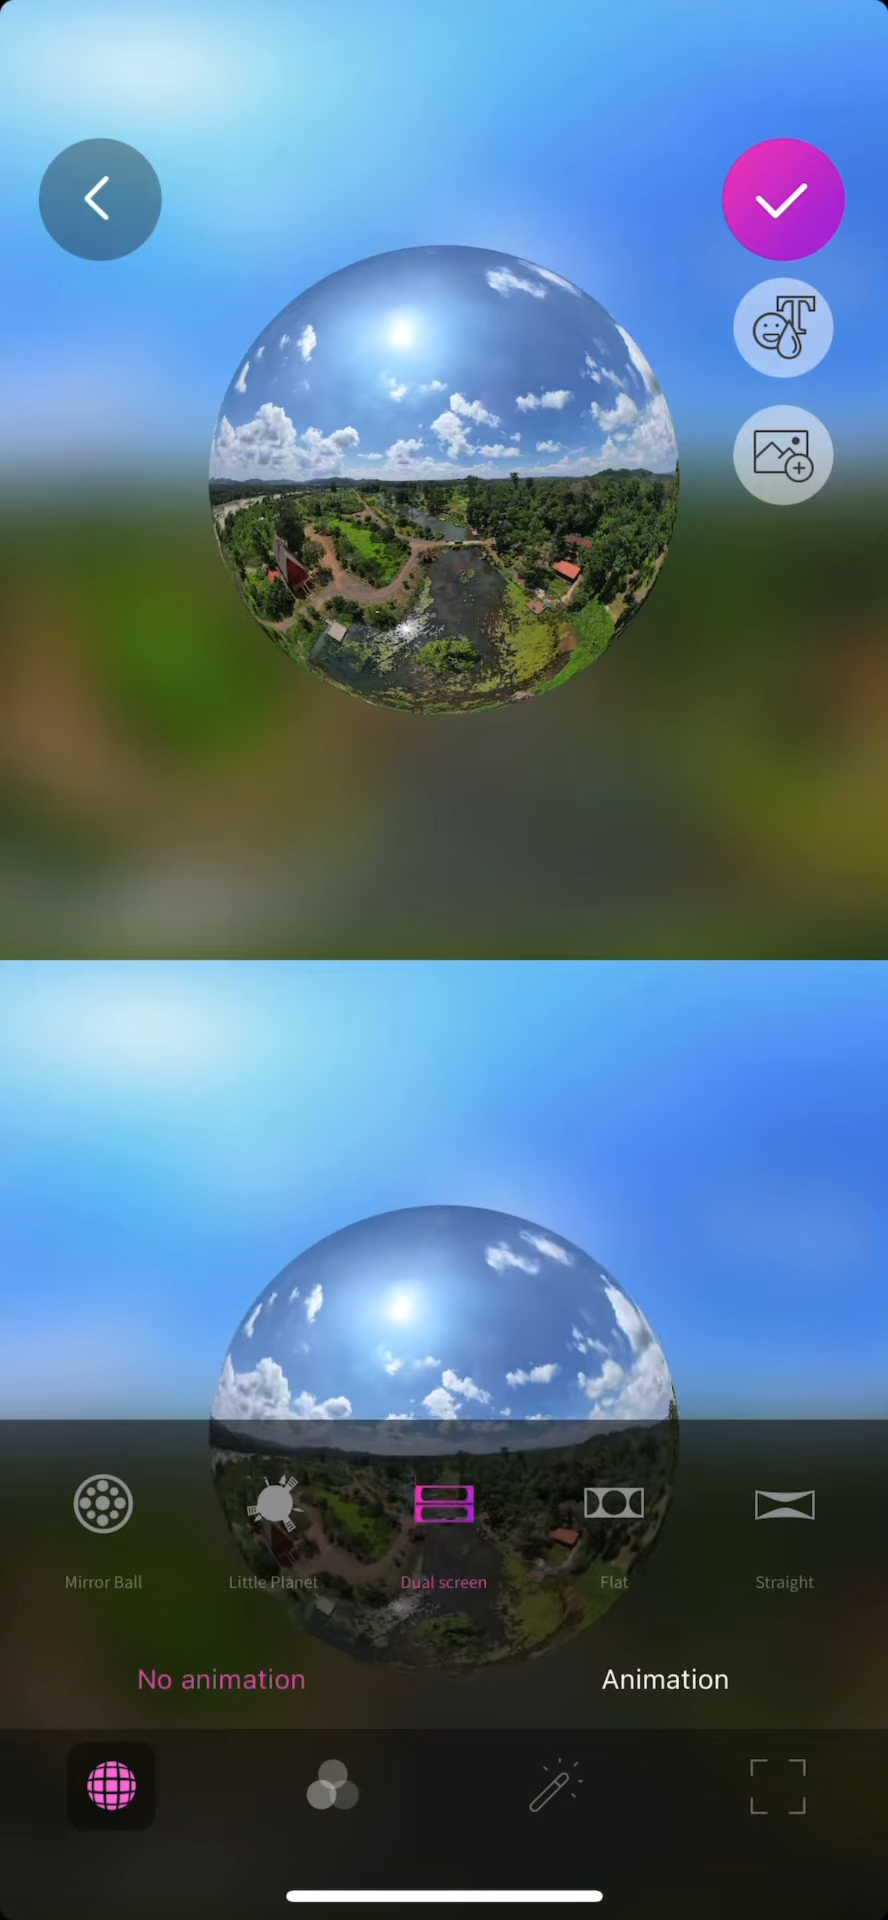 Mirror Ball
Little Planet
Dual screen
Flat
Straight
No animation
Animation